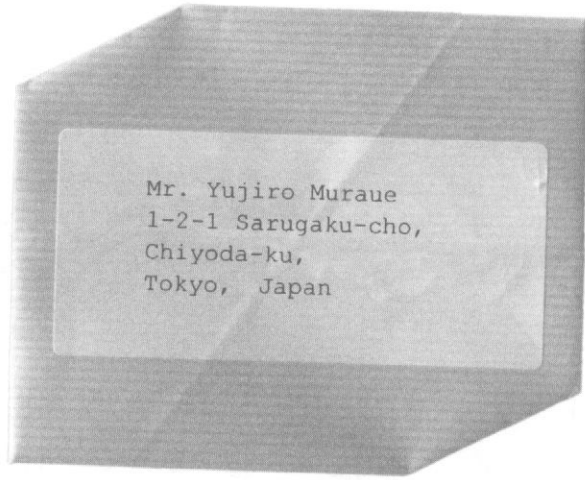 Mr. Yujiro Muraue
1-2-1 Sarugaku-cho,
Chiyoda-ku,
Tokyo, Japan